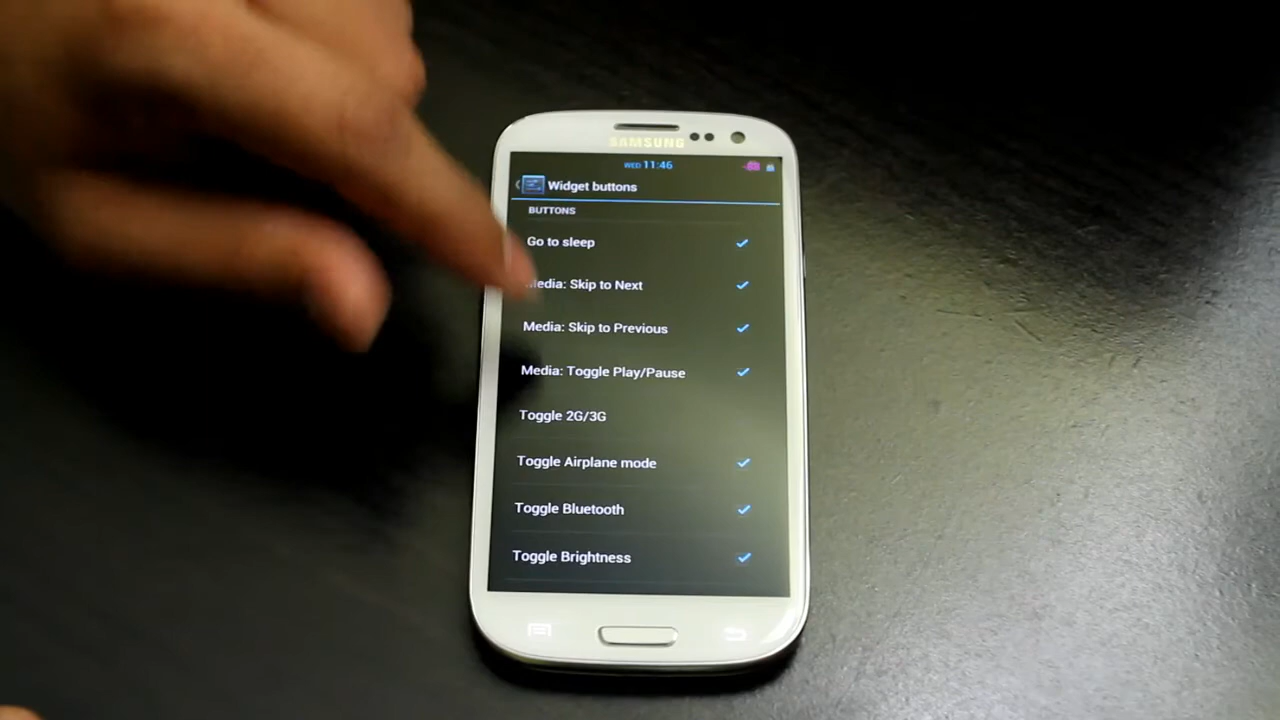 SAMSUNG
WED 11:46
Widget buttons
BUTTONS
Go to sleep
Media: Skip to Next
Media: Skip to Previous
Media: Toggle Play/Pause
Toggle 2G/3G
Toggle Airplane mode
Toggle Bluetooth
Toggle Brightness